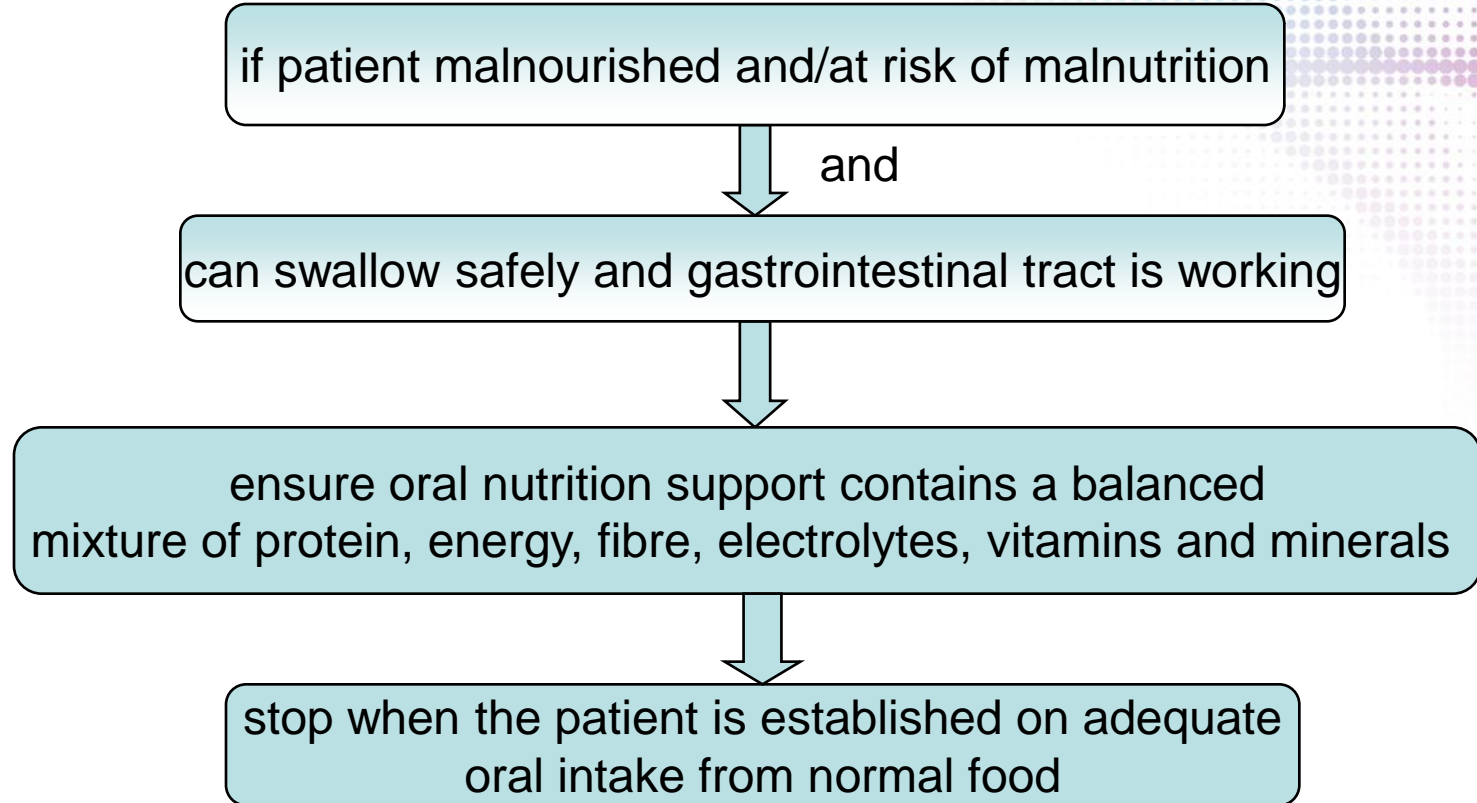 if patient malnourished and/at risk of malnutrition
and
can swallow safely and gastrointestinal tract is working
ensure oral nutrition support contains a balanced
mixture of protein, energy, fibre, electrolytes, vitamins and minerals
stop when the patient is established on adequate
oral intake from normal food